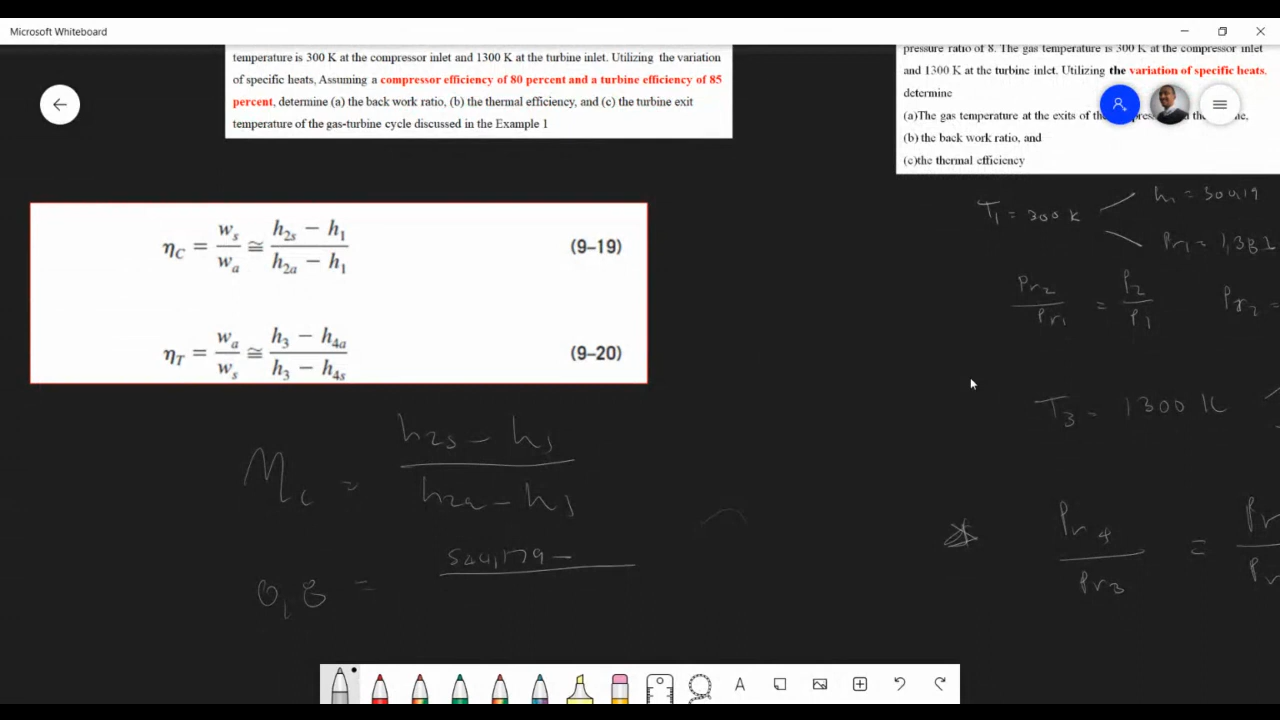 Microsoft Whiteboard
temperature is 300 K at the compressor inlet and 1300 K at the turbine inlet. Utilizing the variation
of specific heats, Assuming a compressor efficiency of 80 percent and a turbine efficiency of 85
percent, determine (a) the back work ratio, (b) the thermal efficiency, and (c) the turbine exit
temperature of the gas-turbine cycle discussed in the Example 1
pressure ratio of 8. The gas temperature is 300 K at the compressor inlet
and 1300 K at the turbine inlet. Utilizing the variation of specific heats,
determine
(a)The gas temperature at the exits of the
(b) the back work ratio, and
(c)the thermal efficiency
ηC = ws/wa ≅ (h2s − h1)/(h2a − h1) (9–19)
ηT = wa/ws ≅ (h3 − h4a)/(h3 − h4s) (9–20)
T1 = 300 K
h1 = 300,19
Pr1 = 1,38
Pr2/Pr1 = P2/P1
Pr2 =
T3 = 1300 K
ηc = (h2s − h1)/(h2a − h1)
0,8 = 544,179 −
Pr4/Pr3 =
A